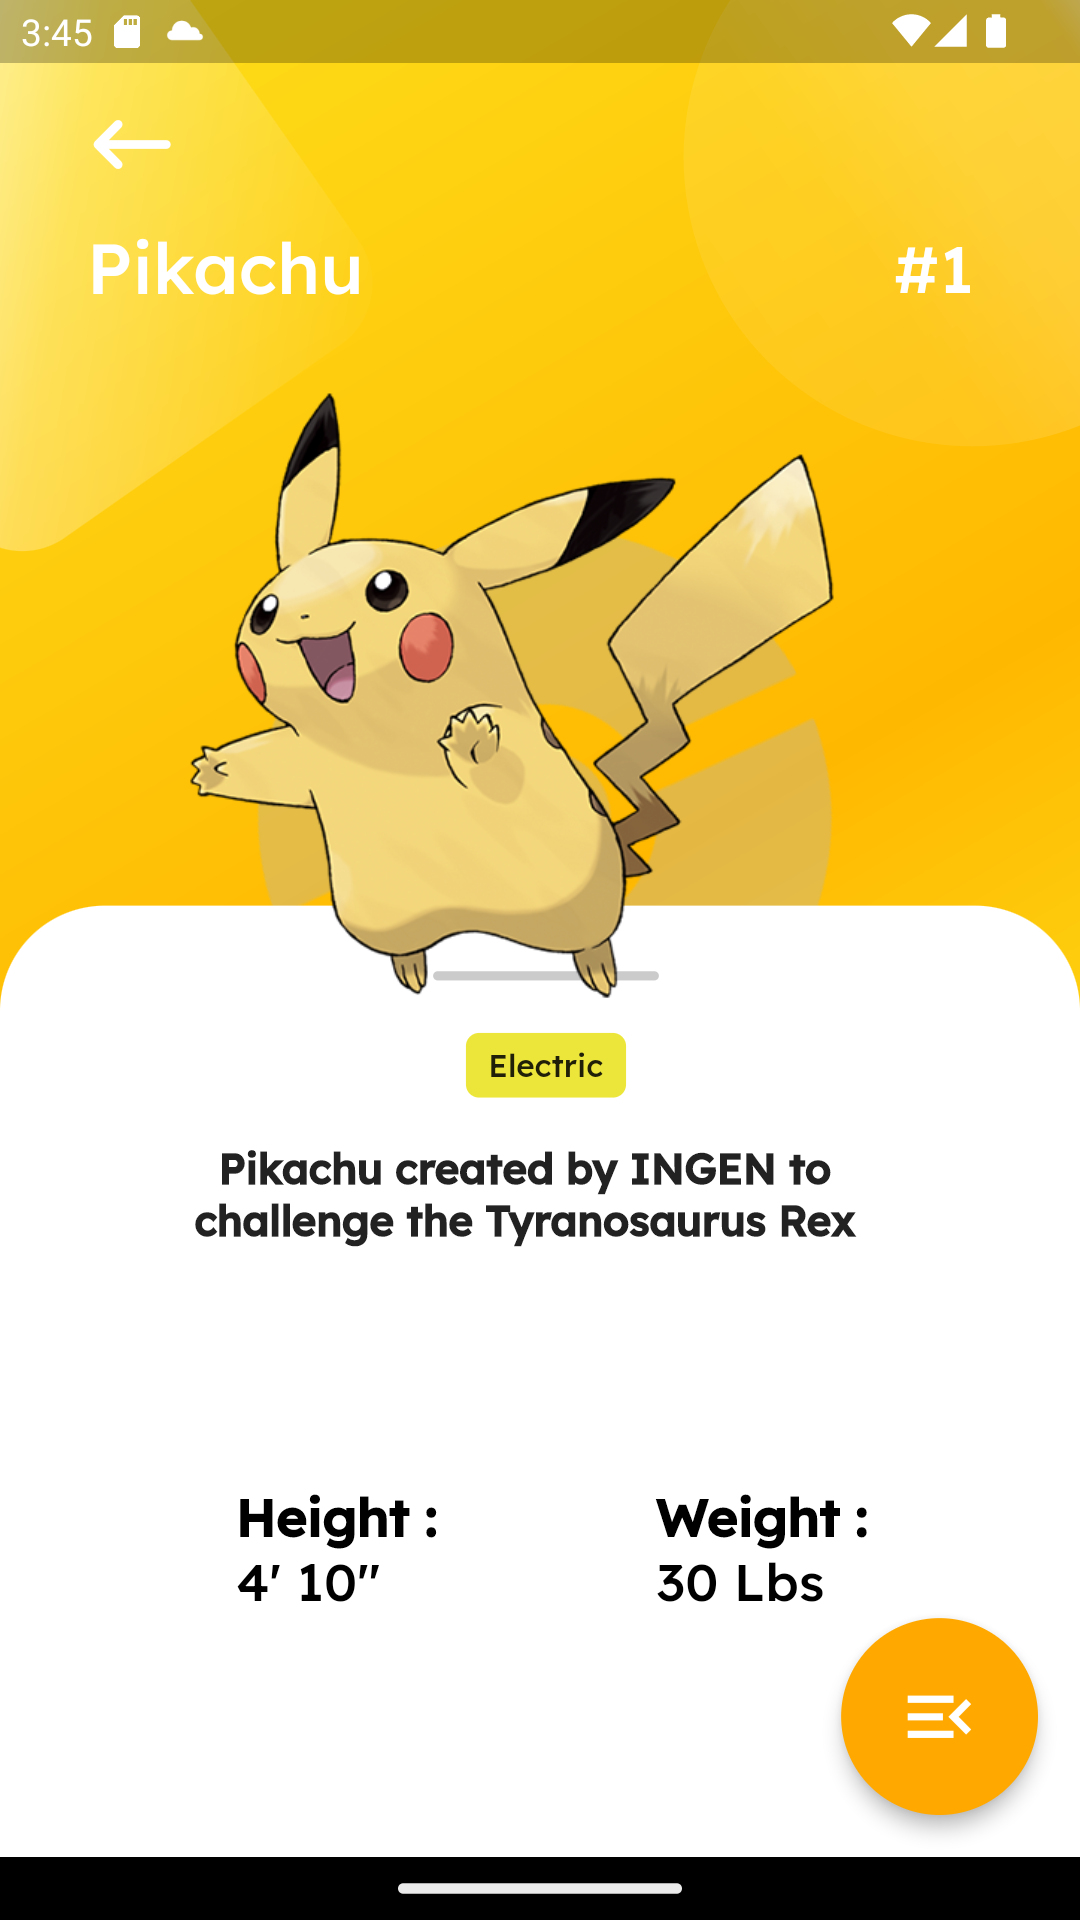 3:45
Pikachu
#1
Electric
Pikachu created by INGEN to
challenge the Tyranosaurus Rex
Height :
4' 10"
Weight :
30 Lbs